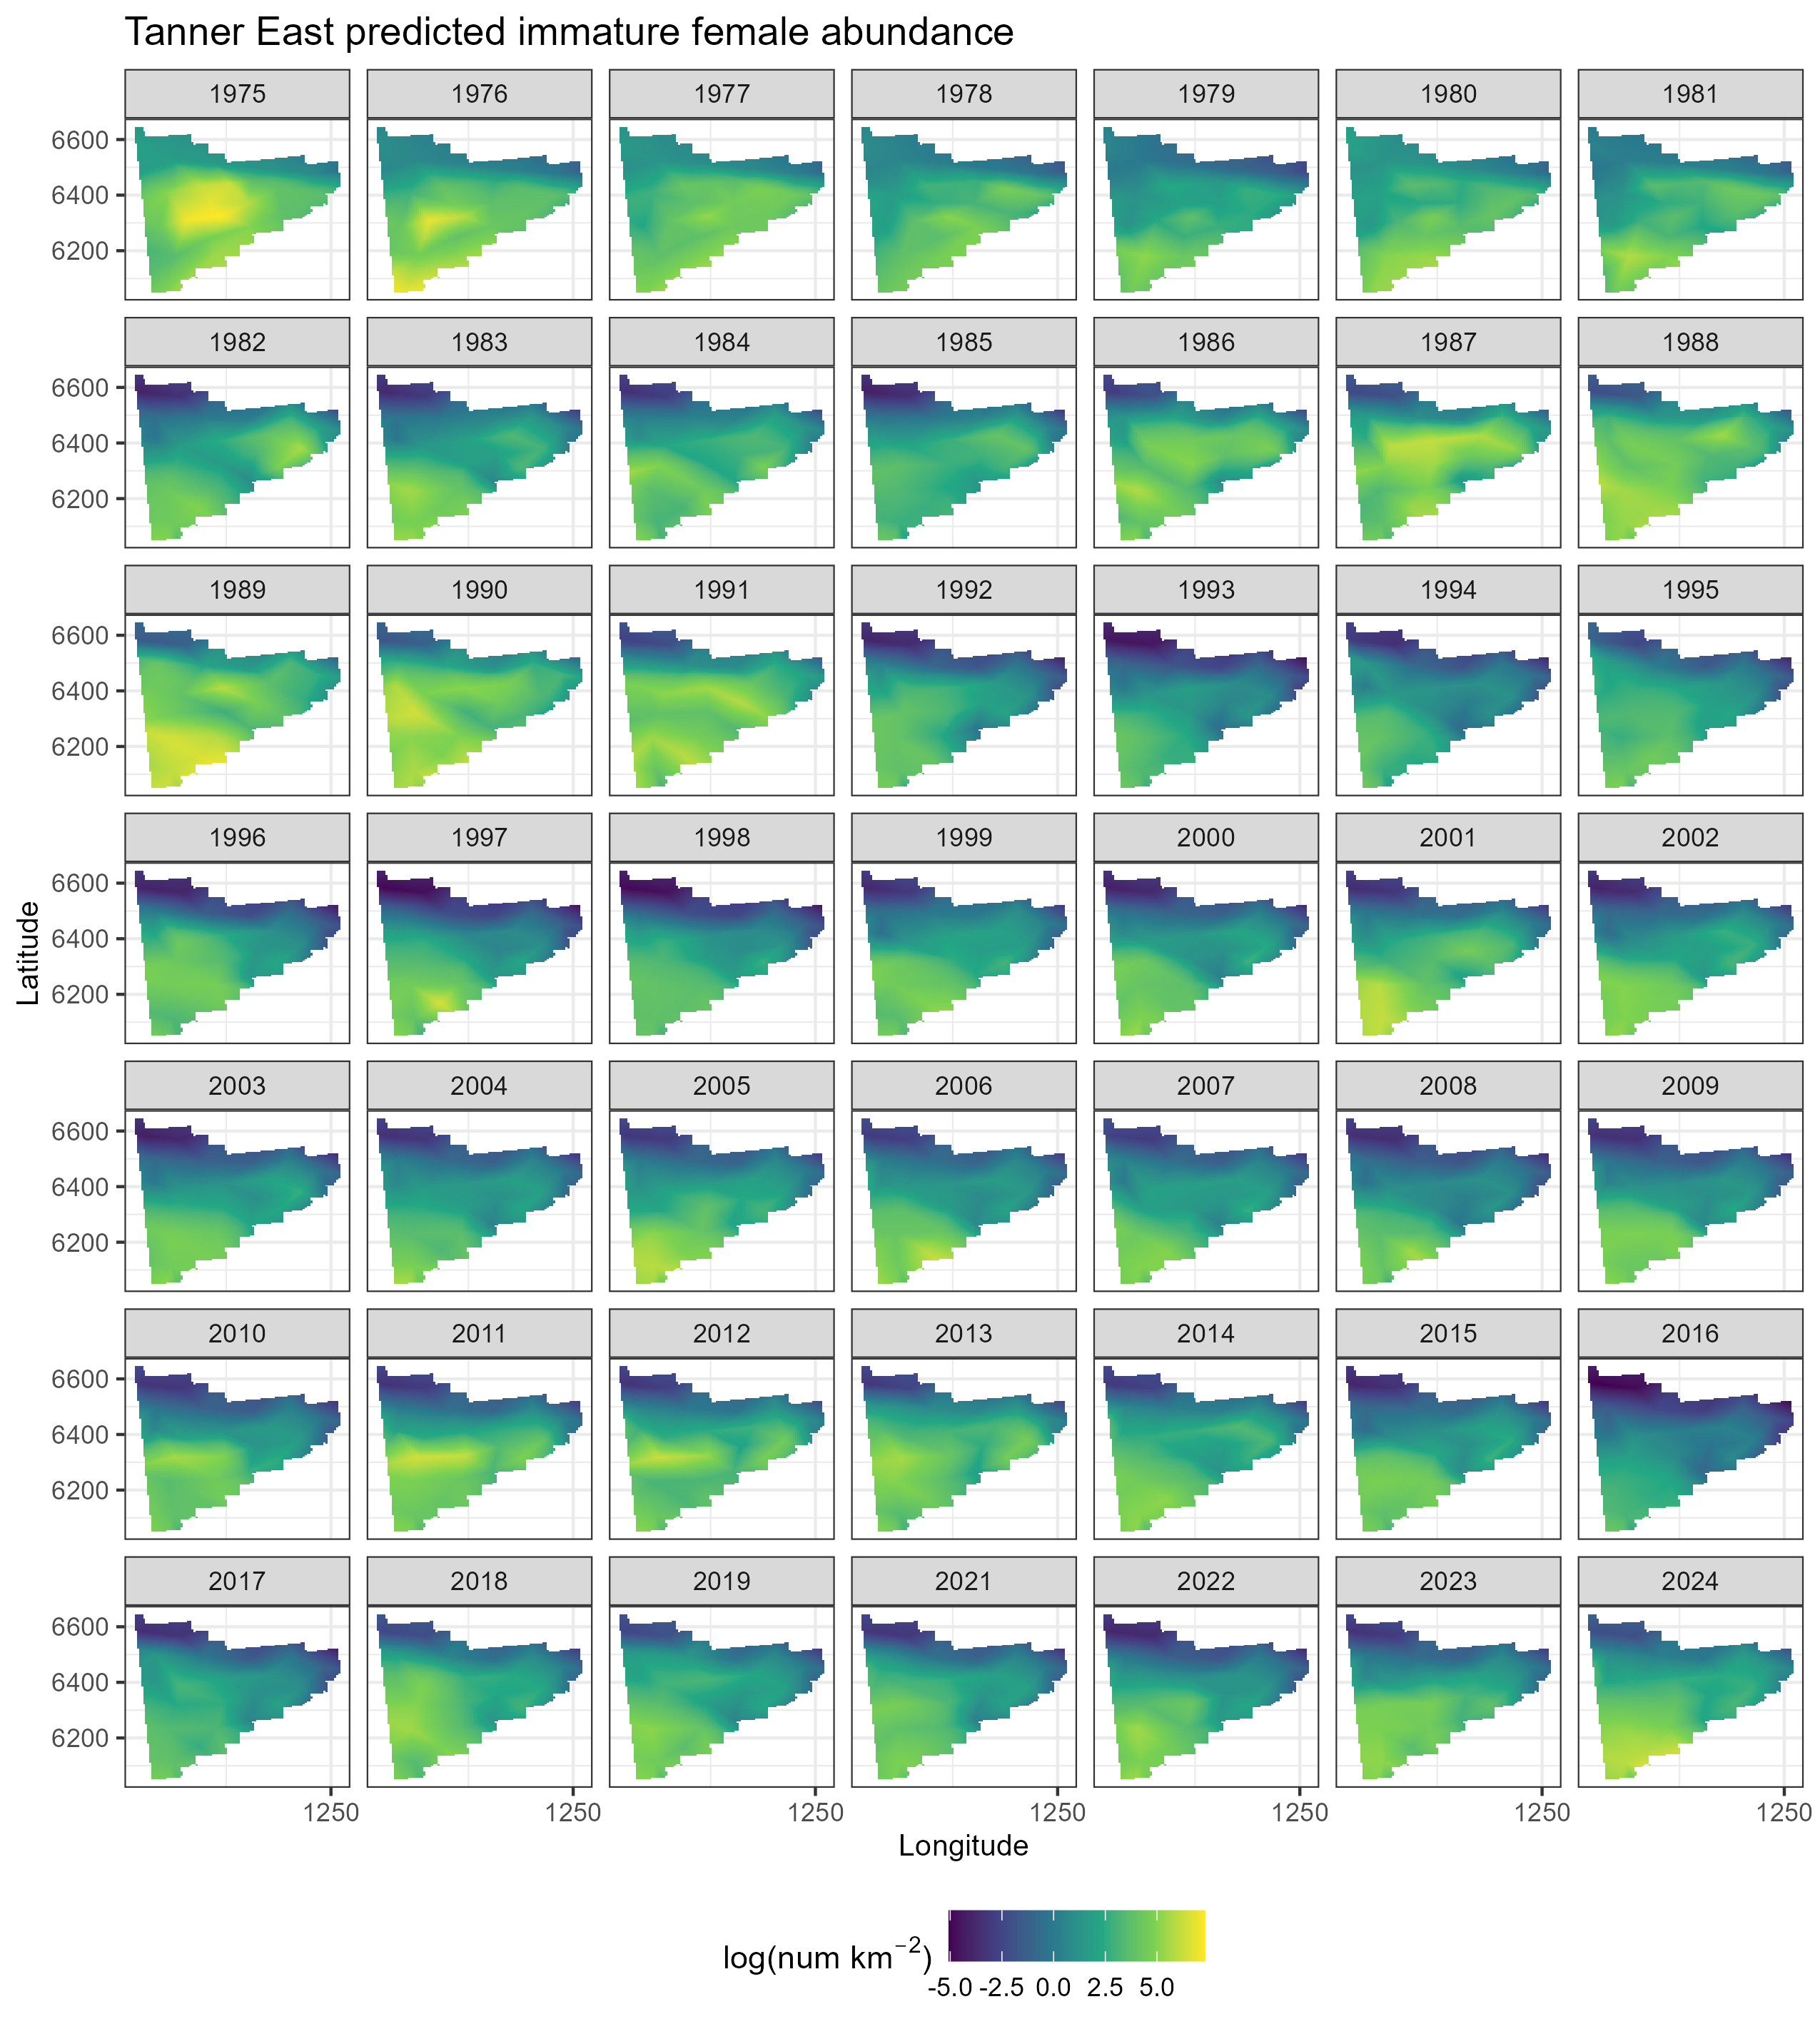 Tanner East predicted immature female abundance
1975 1976 1977 1978 1979 1980 1981
6600
6400
6200
1982 1983 1984 1985 1986 1987 1988
6600
6400
6200
1989 1990 1991 1992 1993 1994 1995
6600
6400
6200
1996 1997 1998 1999 2000 2001 2002
6600
6400
6200
Latitude
2003 2004 2005 2006 2007 2008 2009
6600
6400
6200
2010 2011 2012 2013 2014 2015 2016
6600
6400
6200
2017 2018 2019 2021 2022 2023 2024
6600
6400
6200
1250 1250 1250 1250 1250 1250 1250
Longitude
log(num km⁻²)
-5.0 -2.5 0.0 2.5 5.0